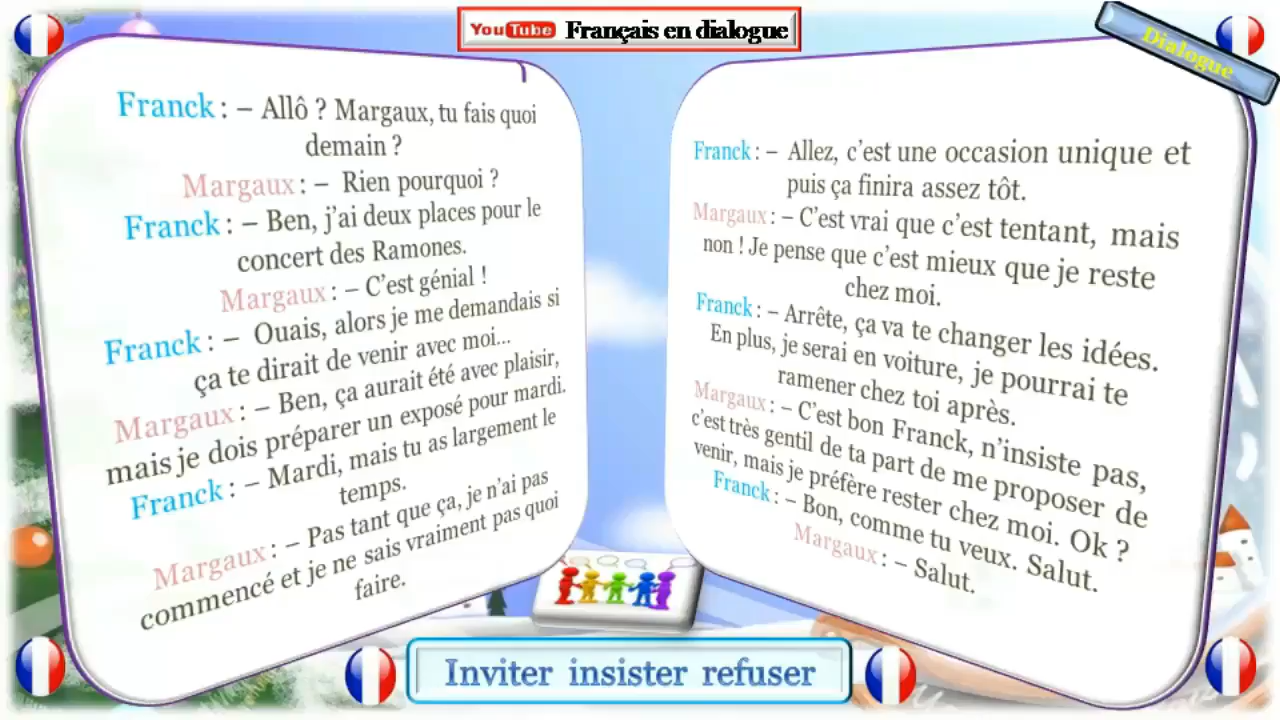 YouTube Français en dialogue
Dialogue
Franck : – Allô ? Margaux, tu fais quoi
demain ?
Margaux : – Rien pourquoi ?
Franck : – Ben, j’ai deux places pour le
concert des Ramones.
Margaux : – C’est génial !
Franck : – Ouais, alors je me demandais si
ça te dirait de venir avec moi...
Margaux : – Ben, ça aurait été avec plaisir,
mais je dois préparer un exposé pour mardi.
Franck : – Mardi, mais tu as largement le
temps.
Margaux : – Pas tant que ça, je n’ai pas
commencé et je ne sais vraiment pas quoi
faire.
Franck : – Allez, c’est une occasion unique et
puis ça finira assez tôt.
Margaux : – C’est vrai que c’est tentant, mais
non ! Je pense que c’est mieux que je reste
chez moi.
Franck : – Arrête, ça va te changer les idées.
En plus, je serai en voiture, je pourrai te
ramener chez toi après.
Margaux : – C’est bon Franck, n’insiste pas,
c’est très gentil de ta part de me proposer de
venir, mais je préfère rester chez moi. Ok ?
Franck : – Bon, comme tu veux. Salut.
Margaux : – Salut.
Inviter insister refuser